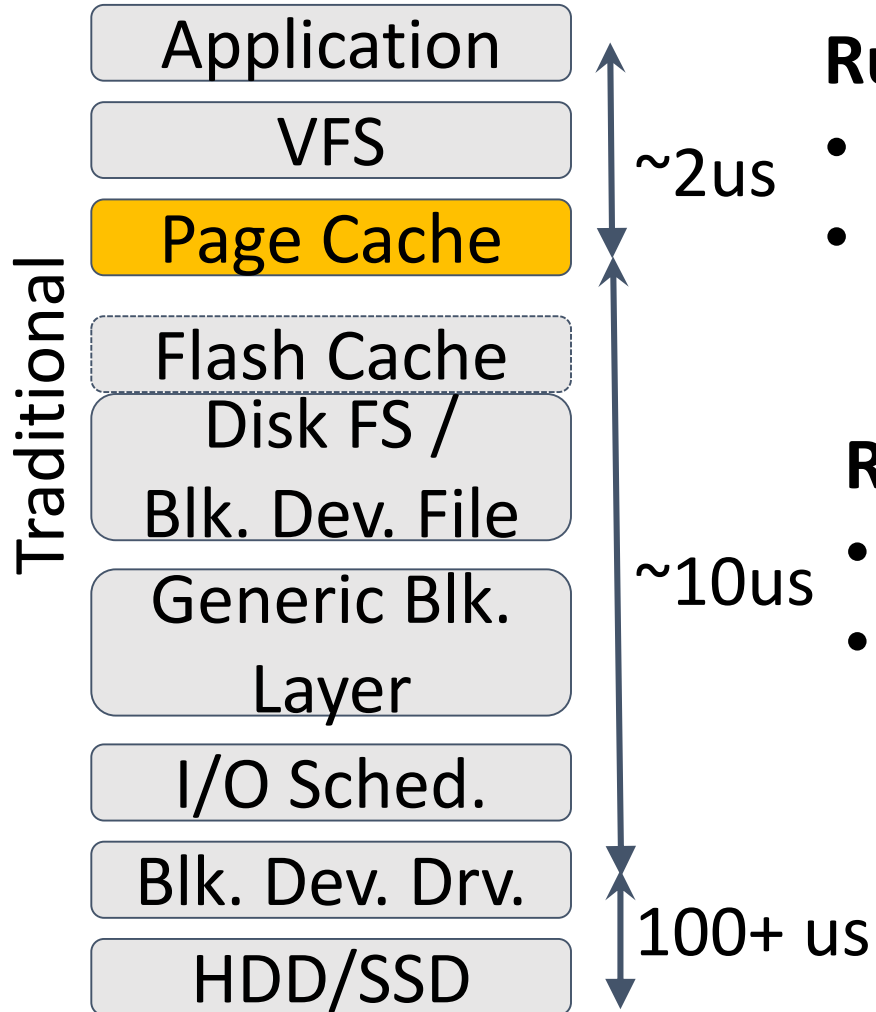 Traditional
Application
VFS
Page Cache
Flash Cache
Disk FS /
Blk. Dev. File
Generic Blk.
Layer
I/O Sched.
Blk. Dev. Drv.
HDD/SSD
~2us
~10us
100+ us